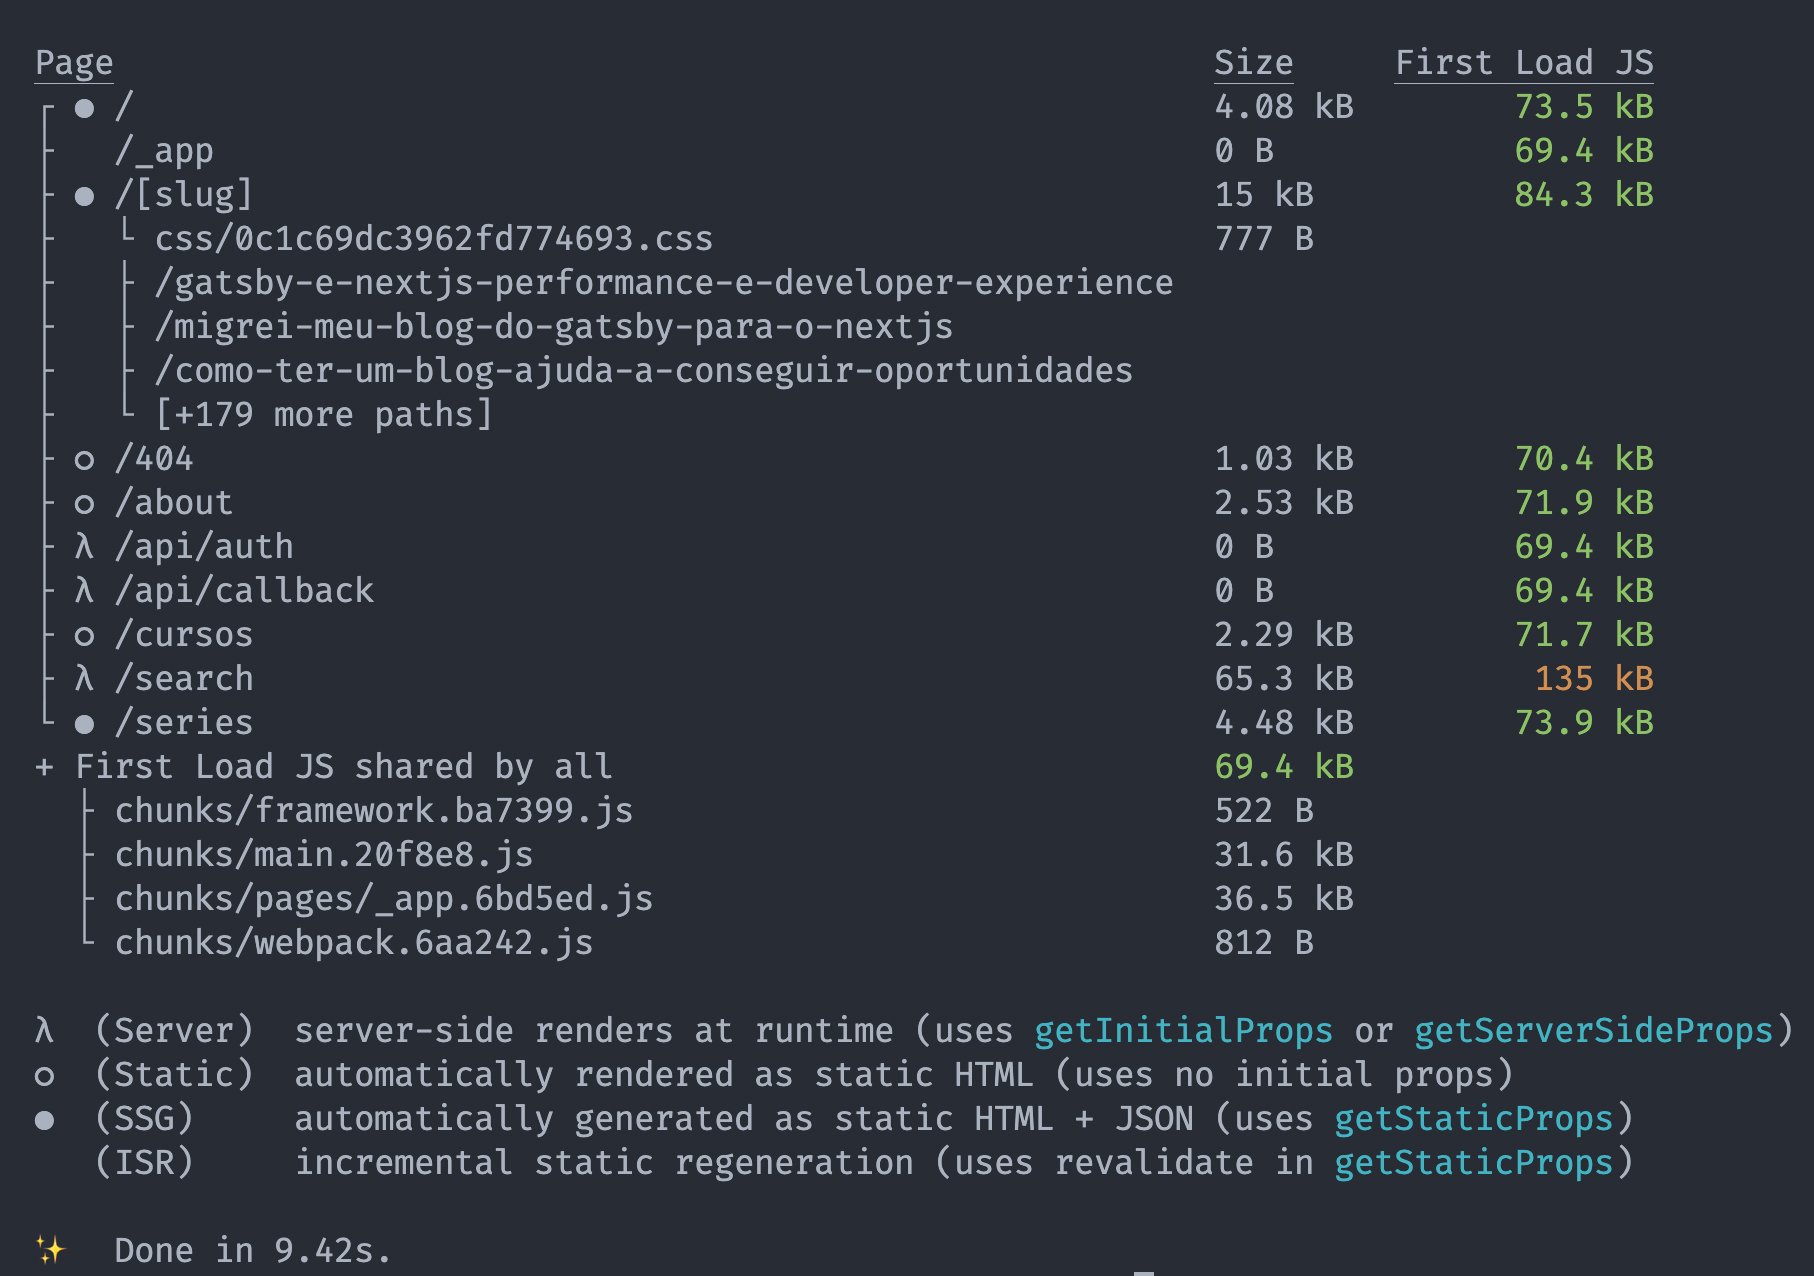 Page Size First Load JS
┌ ● / 4.08 kB 73.5 kB
├   /_app 0 B 69.4 kB
├ ● /[slug] 15 kB 84.3 kB
├   └ css/0c1c69dc3962fd774693.css 777 B
├   ├ /gatsby-e-nextjs-performance-e-developer-experience
├   ├ /migrei-meu-blog-do-gatsby-para-o-nextjs
├   ├ /como-ter-um-blog-ajuda-a-conseguir-oportunidades
├   └ [+179 more paths]
├ ○ /404 1.03 kB 70.4 kB
├ ○ /about 2.53 kB 71.9 kB
├ λ /api/auth 0 B 69.4 kB
├ λ /api/callback 0 B 69.4 kB
├ ○ /cursos 2.29 kB 71.7 kB
├ λ /search 65.3 kB 135 kB
└ ● /series 4.48 kB 73.9 kB
+ First Load JS shared by all 69.4 kB
  ├ chunks/framework.ba7399.js 522 B
  ├ chunks/main.20f8e8.js 31.6 kB
  ├ chunks/pages/_app.6bd5ed.js 36.5 kB
  └ chunks/webpack.6aa242.js 812 B
λ (Server) server-side renders at runtime (uses getInitialProps or getServerSideProps)
○ (Static) automatically rendered as static HTML (uses no initial props)
● (SSG) automatically generated as static HTML + JSON (uses getStaticProps)
(ISR) incremental static regeneration (uses revalidate in getStaticProps)
✨ Done in 9.42s.